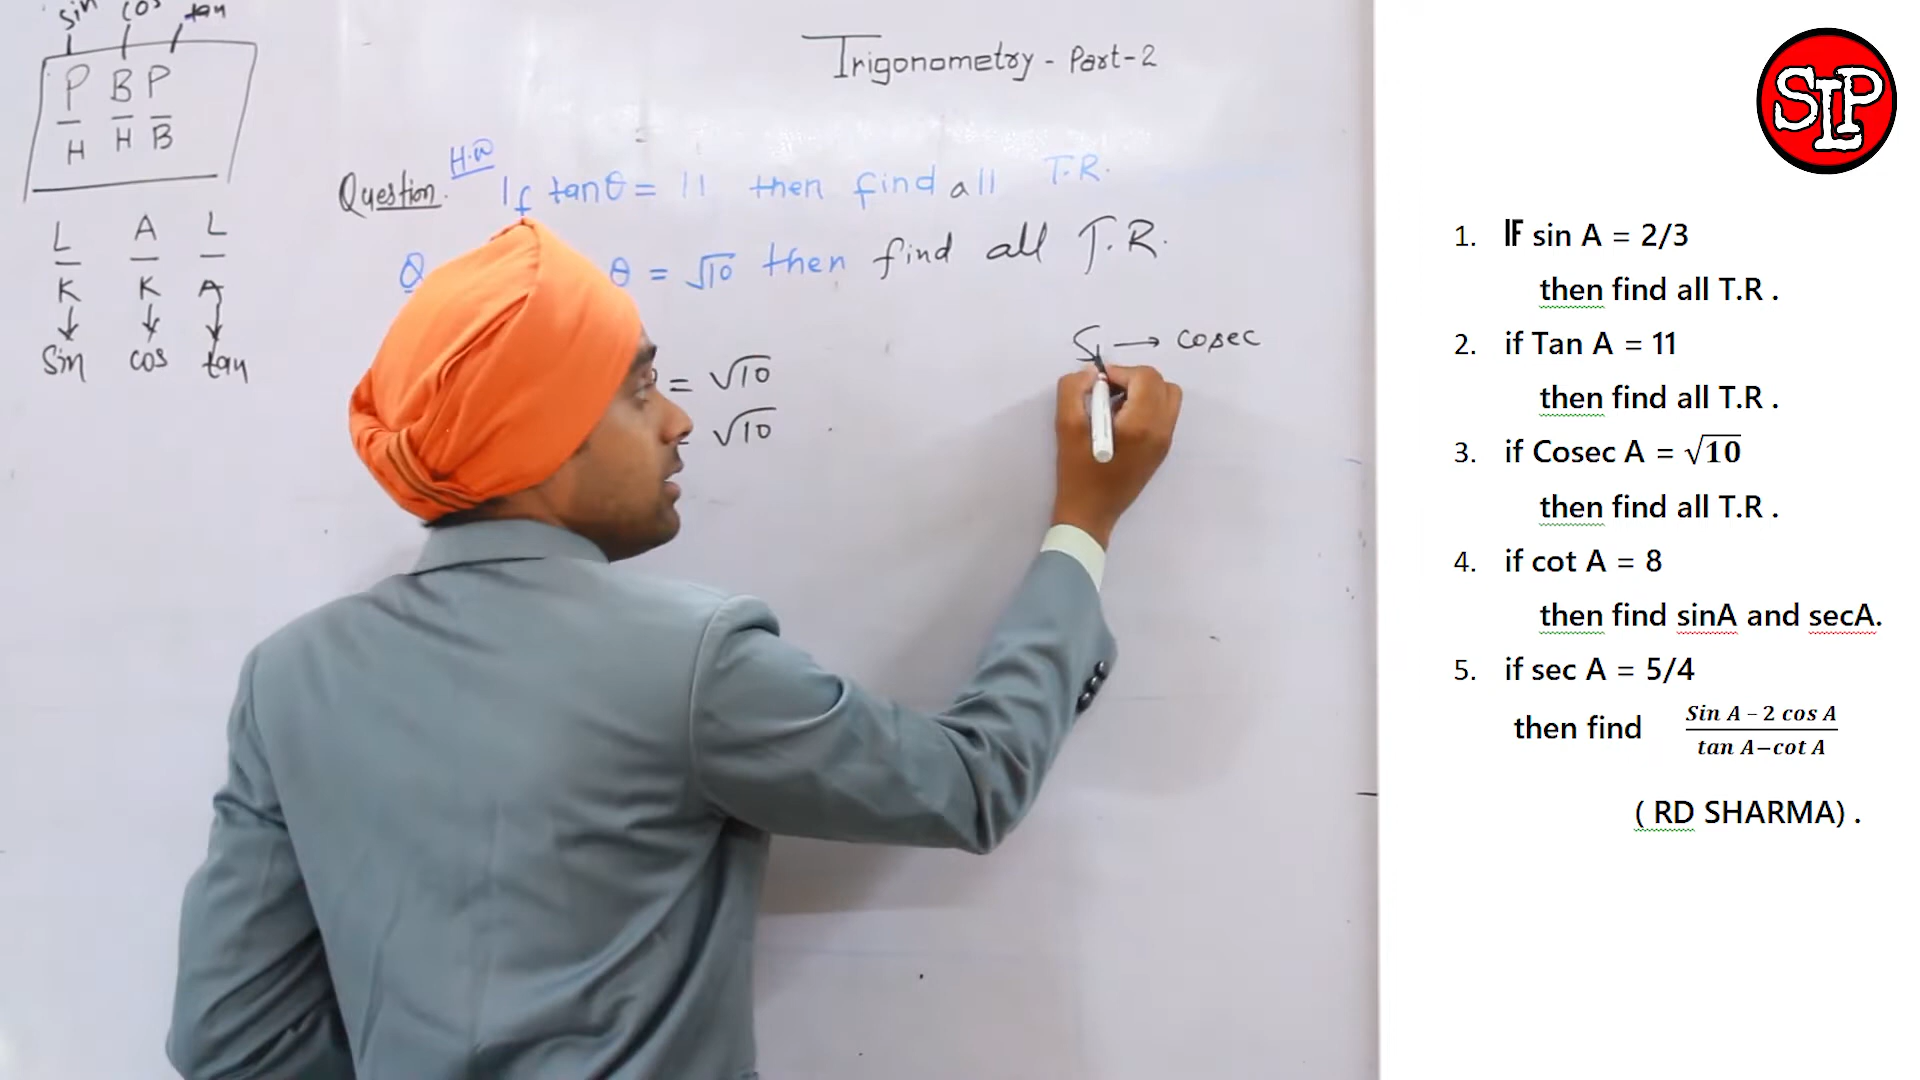 sin cos tan
P B P
H H B
L A L
K K A
Sin cos tan
Trigonometry - Part-2
H.W
Question. If tanθ = 11 then find all T.R.
Q θ = √10 then find all T.R.
= √10
√10
S → cosec
SLP
1. IF sin A = 2/3
then find all T.R .
2. if Tan A = 11
then find all T.R .
3. if Cosec A = √10
then find all T.R .
4. if cot A = 8
then find sinA and secA.
5. if sec A = 5/4
then find Sin A – 2 cos A
tan A–cot A
( RD SHARMA) .